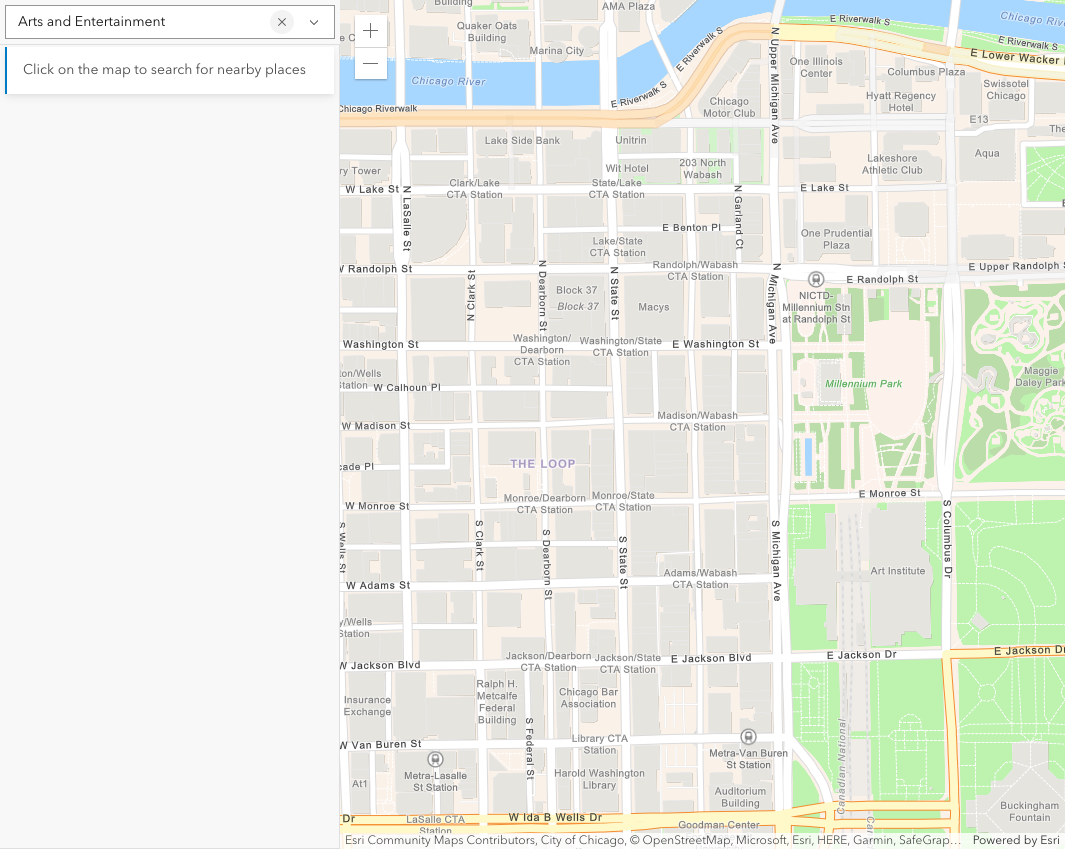 Arts and Entertainment
Click on the map to search for nearby places
Building
AMA Plaza
E Riverwalk S
Chicago River
Quaker Oats
Building
Marina City
E Riverwalk S
N Upper Michigan Ave
E Riverwalk S
E Lower Wacker
One Illinois
Center
Columbus Plaza
Chicago River
E Riverwalk S
Swissotel
Chicago
Hyatt Regency
Hotel
Chicago
Motor Club
Chicago Riverwalk
E13
Lake Side Bank
Unitrin
The
Aqua
Lakeshore
Athletic Club
203 North
Wabash
Wit Hotel
ry Tower
W Lake St
Clark/Lake
CTA Station
State/Lake
CTA Station
E Lake St
N LaSalle St
N Garland Ct
E Benton Pl
One Prudential
Plaza
Lake/State
CTA Station
W Randolph St
Randolph/Wabash
CTA Station
E Randolph St
E Upper Randolph S
N Clark St
N Dearborn St
N State St
N Michigan Ave
Block 37
Block 37
Macys
NICTD-
Millennium Stn
at Randolph St
Washington St
Washington/
Dearborn
CTA Station
Washington/State
CTA Station
E Washington St
ton/Wells
Station
W Calhoun Pl
Millennium Park
Maggie
Daley Park
W Madison St
Madison/Wabash
CTA Station
cade Pl
THE LOOP
W Monroe St
Monroe/Dearborn
CTA Station
Monroe/State
CTA Station
E Monroe St
S Wells St
S Clark St
S Dearborn St
S State St
S Michigan Ave
S Columbus Dr
W Adams St
Adams/Wabash
CTA Station
Art Institute
y/Wells
Station
W Jackson Blvd
Jackson/Dearborn
CTA Station
Jackson/State
CTA Station
E Jackson Blvd
E Jackson Dr
E Jackson Dr
Insurance
Exchange
Ralph H.
Metcalfe
Federal
Building
Chicago Bar
Association
S Federal St
Canadian National
W Van Buren St
Library CTA
Station
Metra-Van Buren
St Station
Metra-Lasalle
St Station
At1
Harold Washington
Library
Auditorium
Building
Buckingham
Fountain
Dr
LaSalle CTA
Station
W Ida B Wells Dr
Goodman Center
Ca
Esri Community Maps Contributors, City of Chicago, © OpenStreetMap, Microsoft, Esri, HERE, Garmin, SafeGrap…
Powered by Esri